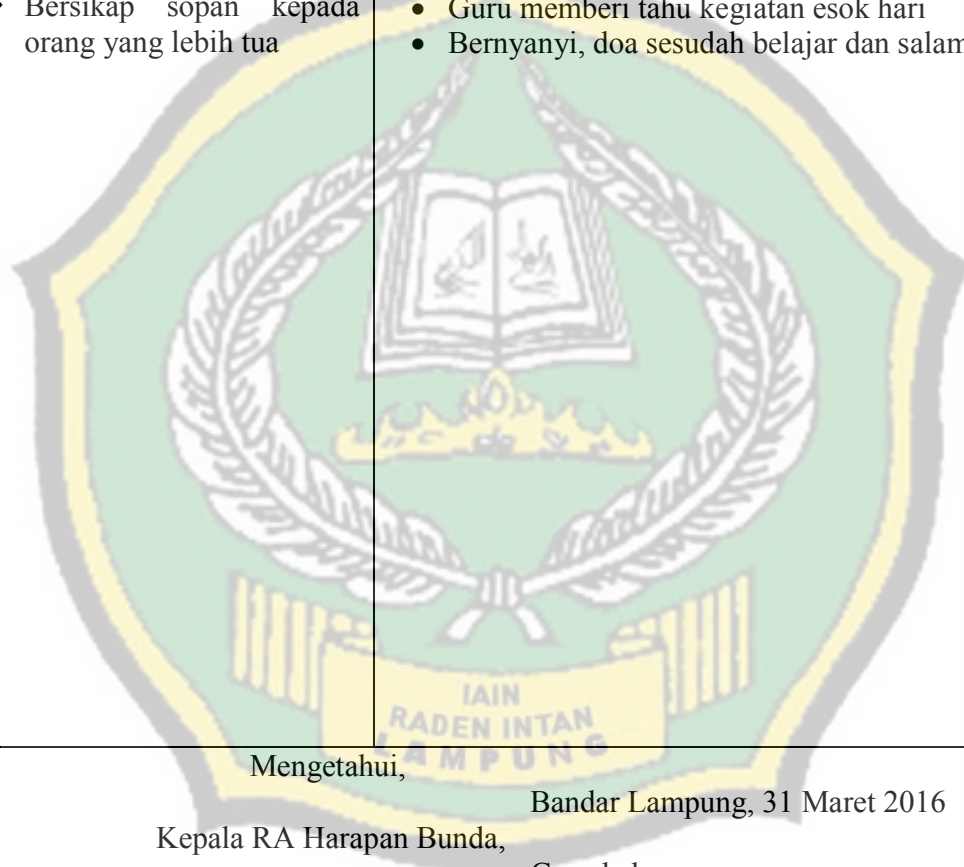 Bersikap sopan kepada
orang yang lebih tua
• Guru memberi tahu kegiatan esok hari
• Bernyanyi, doa sesudah belajar dan salam
IAIN
RADEN INTAN
LAMPUNG
Mengetahui,
Bandar Lampung, 31 Maret 2016
Kepala RA Harapan Bunda,